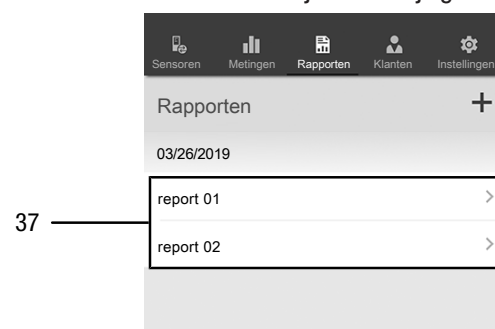 Sensoren Metingen Rapporten Klanten Instellingen
Rapporten +
03/26/2019
report 01
37
report 02